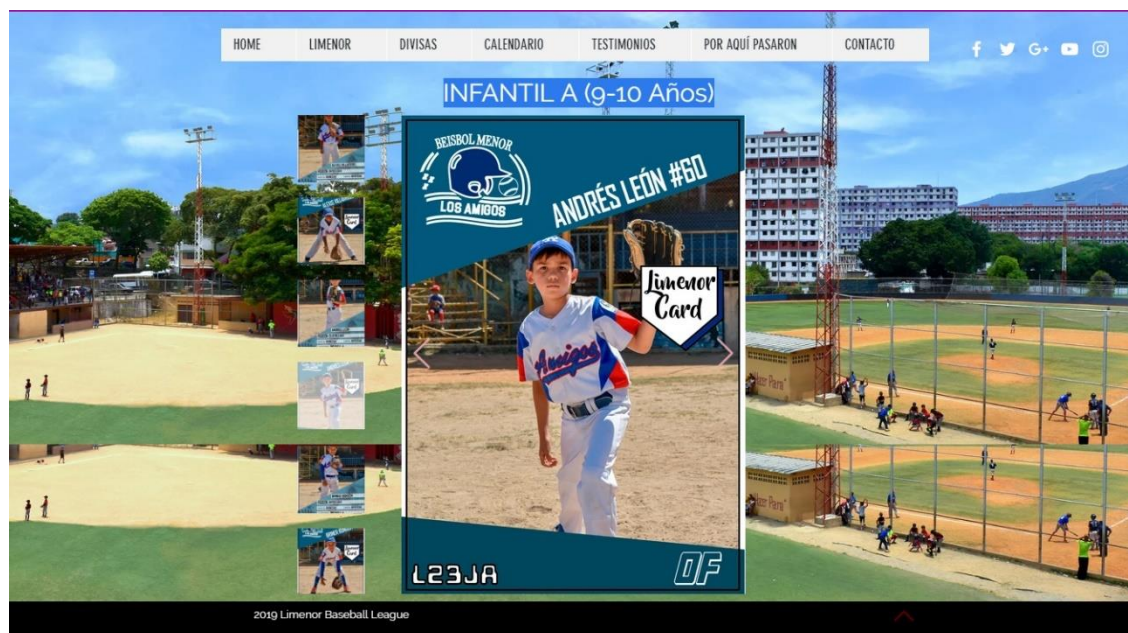 HOME LIMENOR DIVISAS CALENDARIO TESTIMONIOS POR AQUÍ PASARON CONTACTO
INFANTIL A (9-10 Años)
BEISBOL MENOR
LOS AMIGOS
ANDRÉS LEÓN #60
Limenor
Card
Amigos
L23JA
OF
2019 Limenor Baseball League